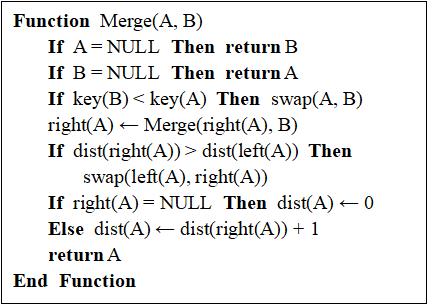 Function Merge(A, B)
If A = NULL Then return B
If B = NULL Then return A
If key(B) < key(A) Then swap(A, B)
right(A) ← Merge(right(A), B)
If dist(right(A)) > dist(left(A)) Then
swap(left(A), right(A))
If right(A) = NULL Then dist(A) ← 0
Else dist(A) ← dist(right(A)) + 1
return A
End Function